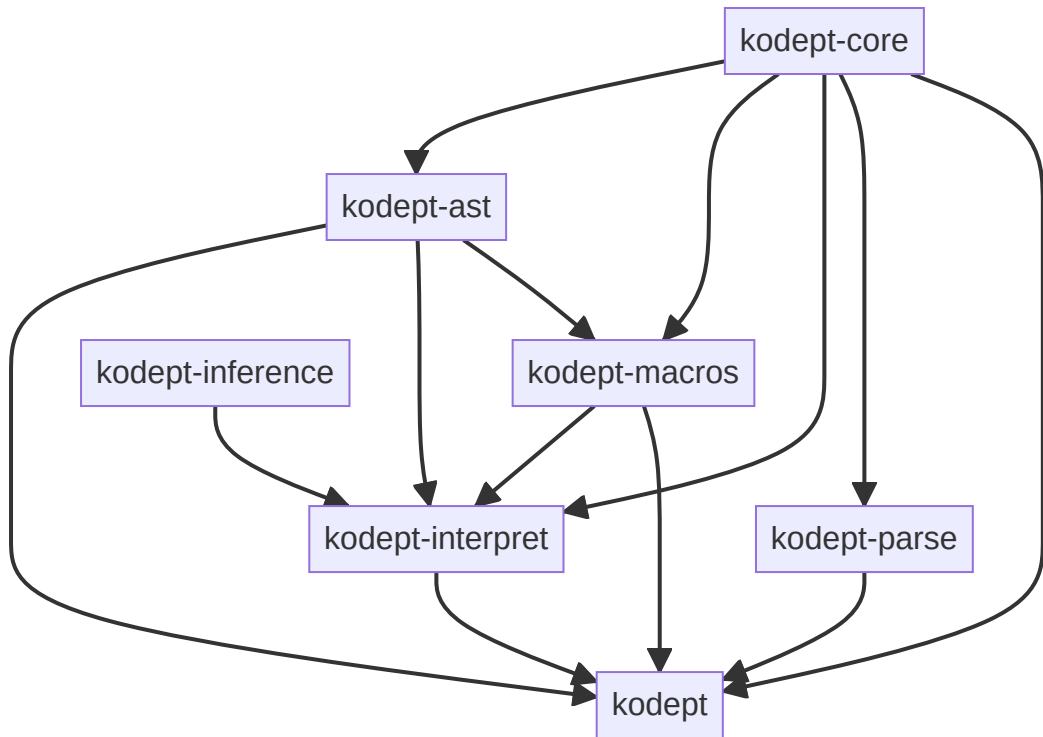 kodept-core
kodept-ast
kodept-inference
kodept-macros
kodept-interpret
kodept-parse
kodept